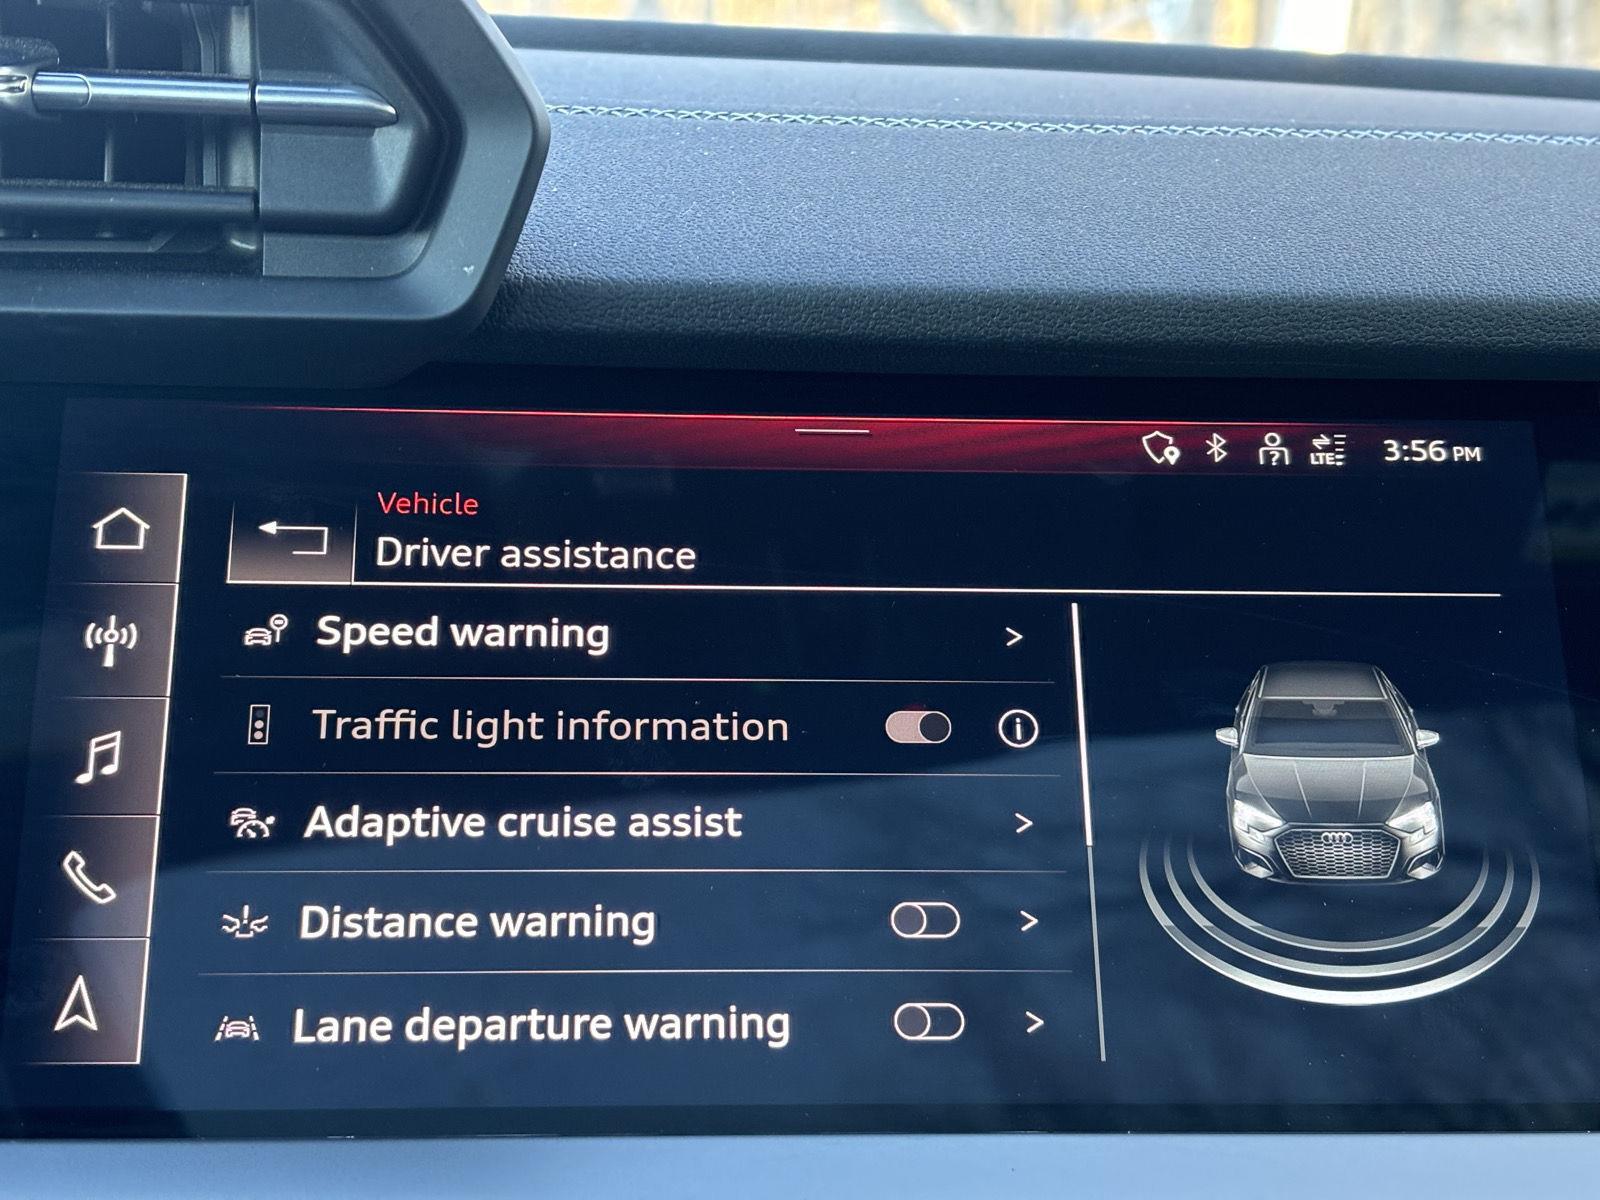 LTE 3:56 PM
Vehicle
Driver assistance
Speed warning
Traffic light information
Adaptive cruise assist
Distance warning
Lane departure warning